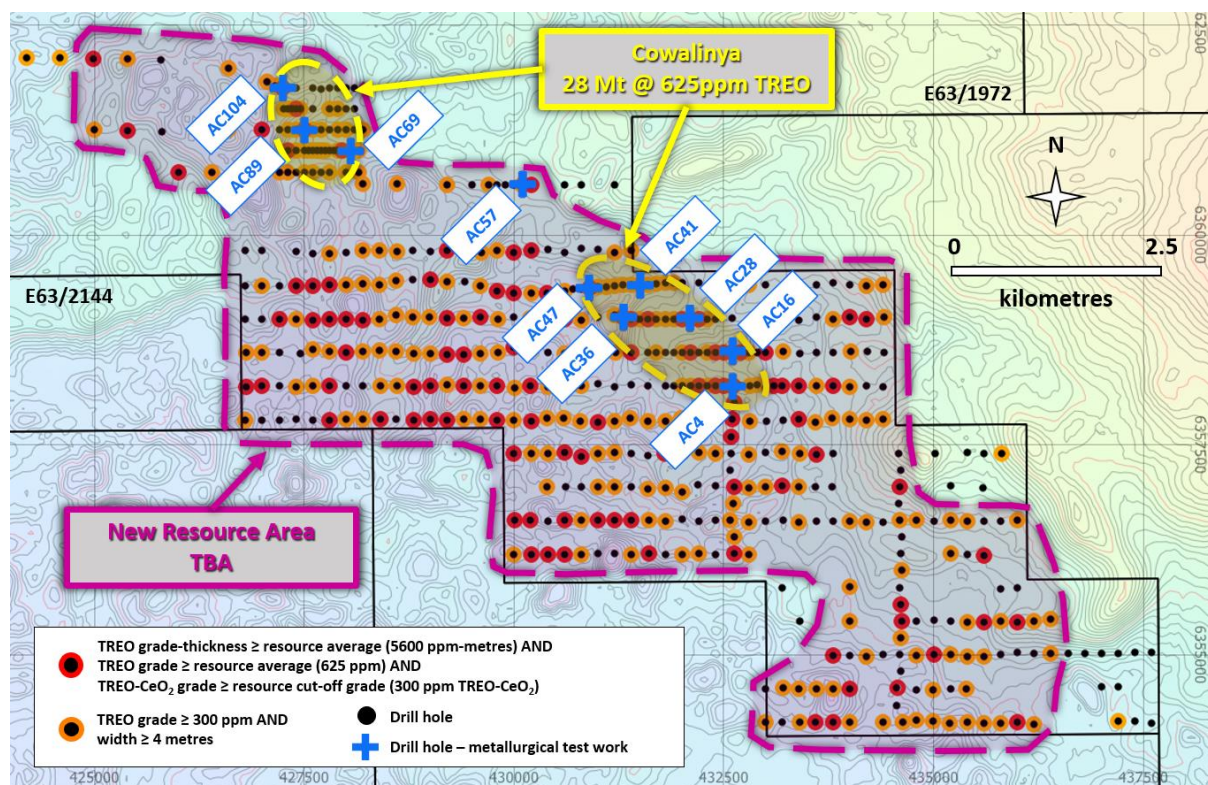 62500
Cowalinya
28 Mt @ 625ppm TREO
E63/1972
AC104
AC69
AC89
N
AC57
6360000
AC41
0 2.5
kilometres
AC28
E63/2144
AC47
AC16
AC36
AC4
6357500
New Resource Area
TBA
TREO grade-thickness ≥ resource average (5600 ppm-metres) AND
TREO grade ≥ resource average (625 ppm) AND
TREO-CeO₂ grade ≥ resource cut-off grade (300 ppm TREO-CeO₂)
6355000
TREO grade ≥ 300 ppm AND
width ≥ 4 metres
Drill hole
Drill hole – metallurgical test work
425000 427500 430000 432500 435000 437500